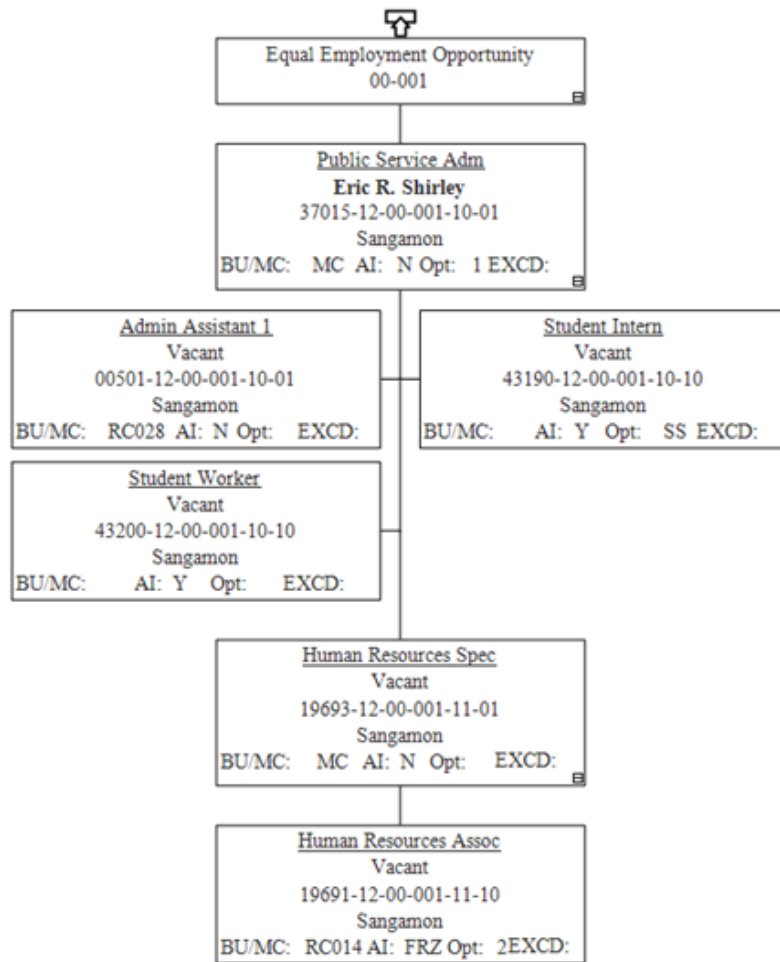 Equal Employment Opportunity
00-001
Public Service Adm
Eric R. Shirley
37015-12-00-001-10-01
Sangamon
BU/MC: MC AI: N Opt: 1 EXCD:
Admin Assistant 1
Vacant
00501-12-00-001-10-01
Sangamon
BU/MC: RC028 AI: N Opt: EXCD:
Student Intern
Vacant
43190-12-00-001-10-10
Sangamon
BU/MC: AI: Y Opt: SS EXCD:
Student Worker
Vacant
43200-12-00-001-10-10
Sangamon
BU/MC: AI: Y Opt: EXCD:
Human Resources Spec
Vacant
19693-12-00-001-11-01
Sangamon
BU/MC: MC AI: N Opt: EXCD:
Human Resources Assoc
Vacant
19691-12-00-001-11-10
Sangamon
BU/MC: RC014 AI: FRZ Opt: 2EXCD: